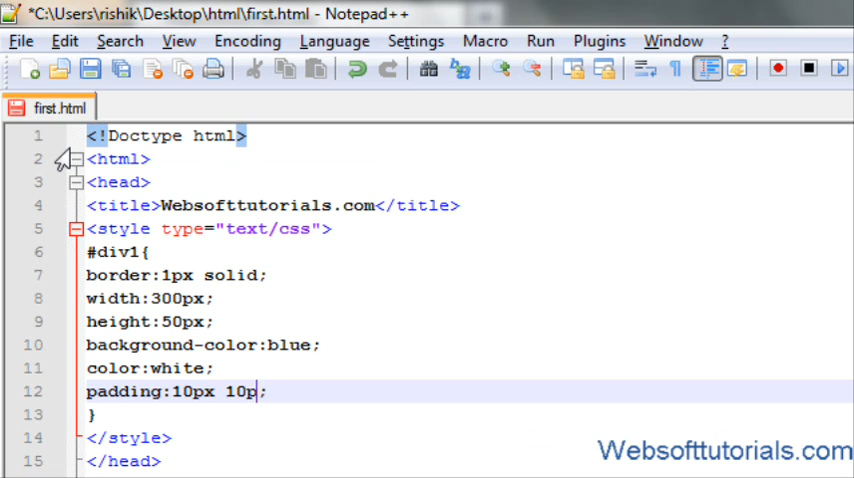 *C:\Users\rishik\Desktop\html\first.html - Notepad++
File Edit Search View Encoding Language Settings Macro Run Plugins Window ?
first.html
1 <!Doctype html>
2 <html>
3 <head>
4 <title>Websofttutorials.com</title>
5 <style type="text/css">
6 #div1{
7 border:1px solid;
8 width:300px;
9 height:50px;
10 background-color:blue;
11 color:white;
12 padding:10px 10p;
13 }
14 </style>
15 </head>
Websofttutorials.com